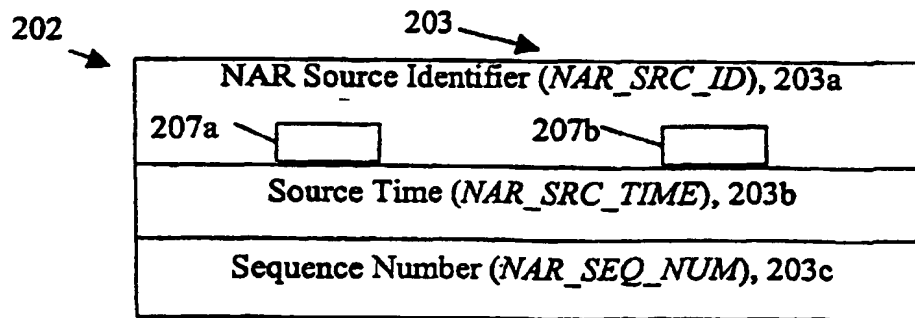 202
203
NAR Source Identifier (NAR_SRC_ID), 203a
207a
207b
Source Time (NAR_SRC_TIME), 203b
Sequence Number (NAR_SEQ_NUM), 203c